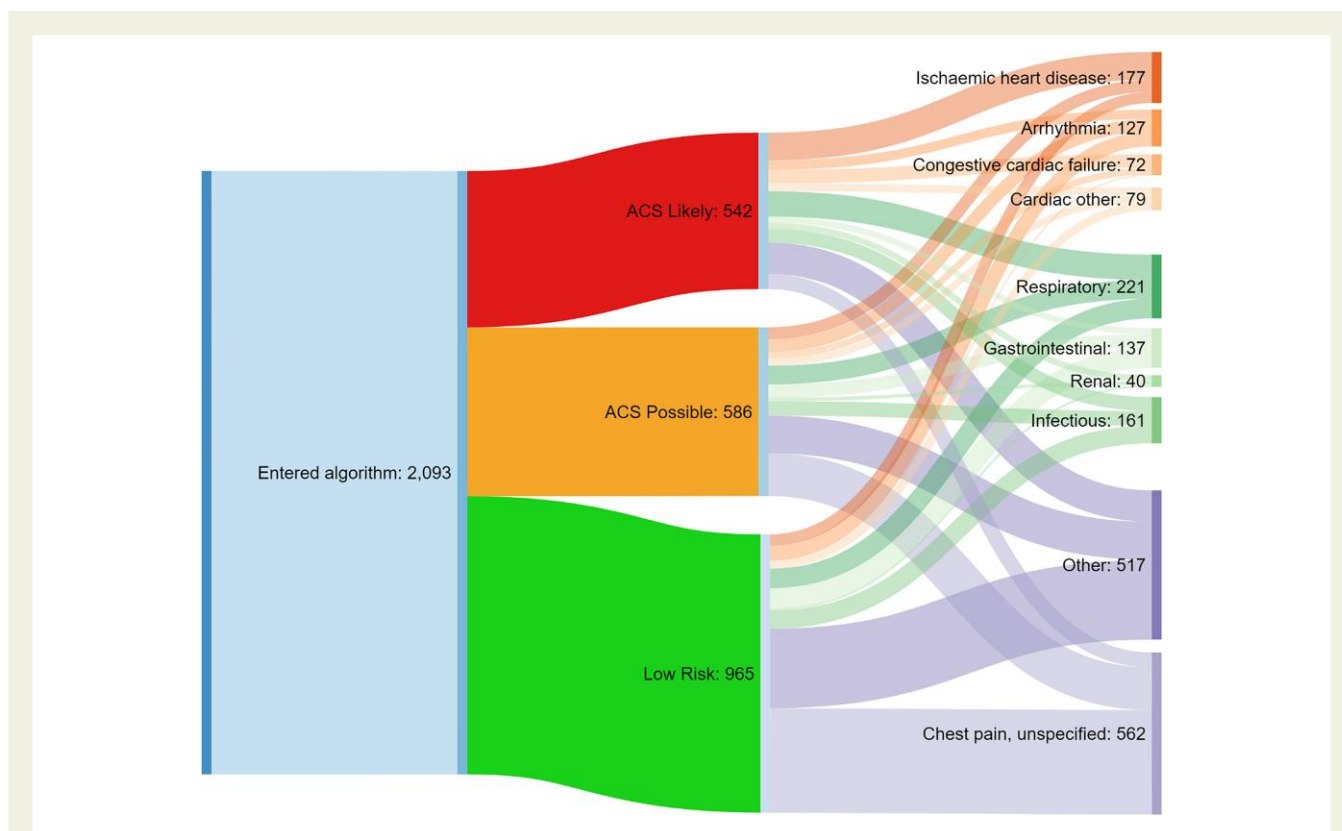 Entered algorithm: 2,093
ACS Likely: 542
ACS Possible: 586
Low Risk: 965
Ischaemic heart disease: 177
Arrhythmia: 127
Congestive cardiac failure: 72
Cardiac other: 79
Respiratory: 221
Gastrointestinal: 137
Renal: 40
Infectious: 161
Other: 517
Chest pain, unspecified: 562